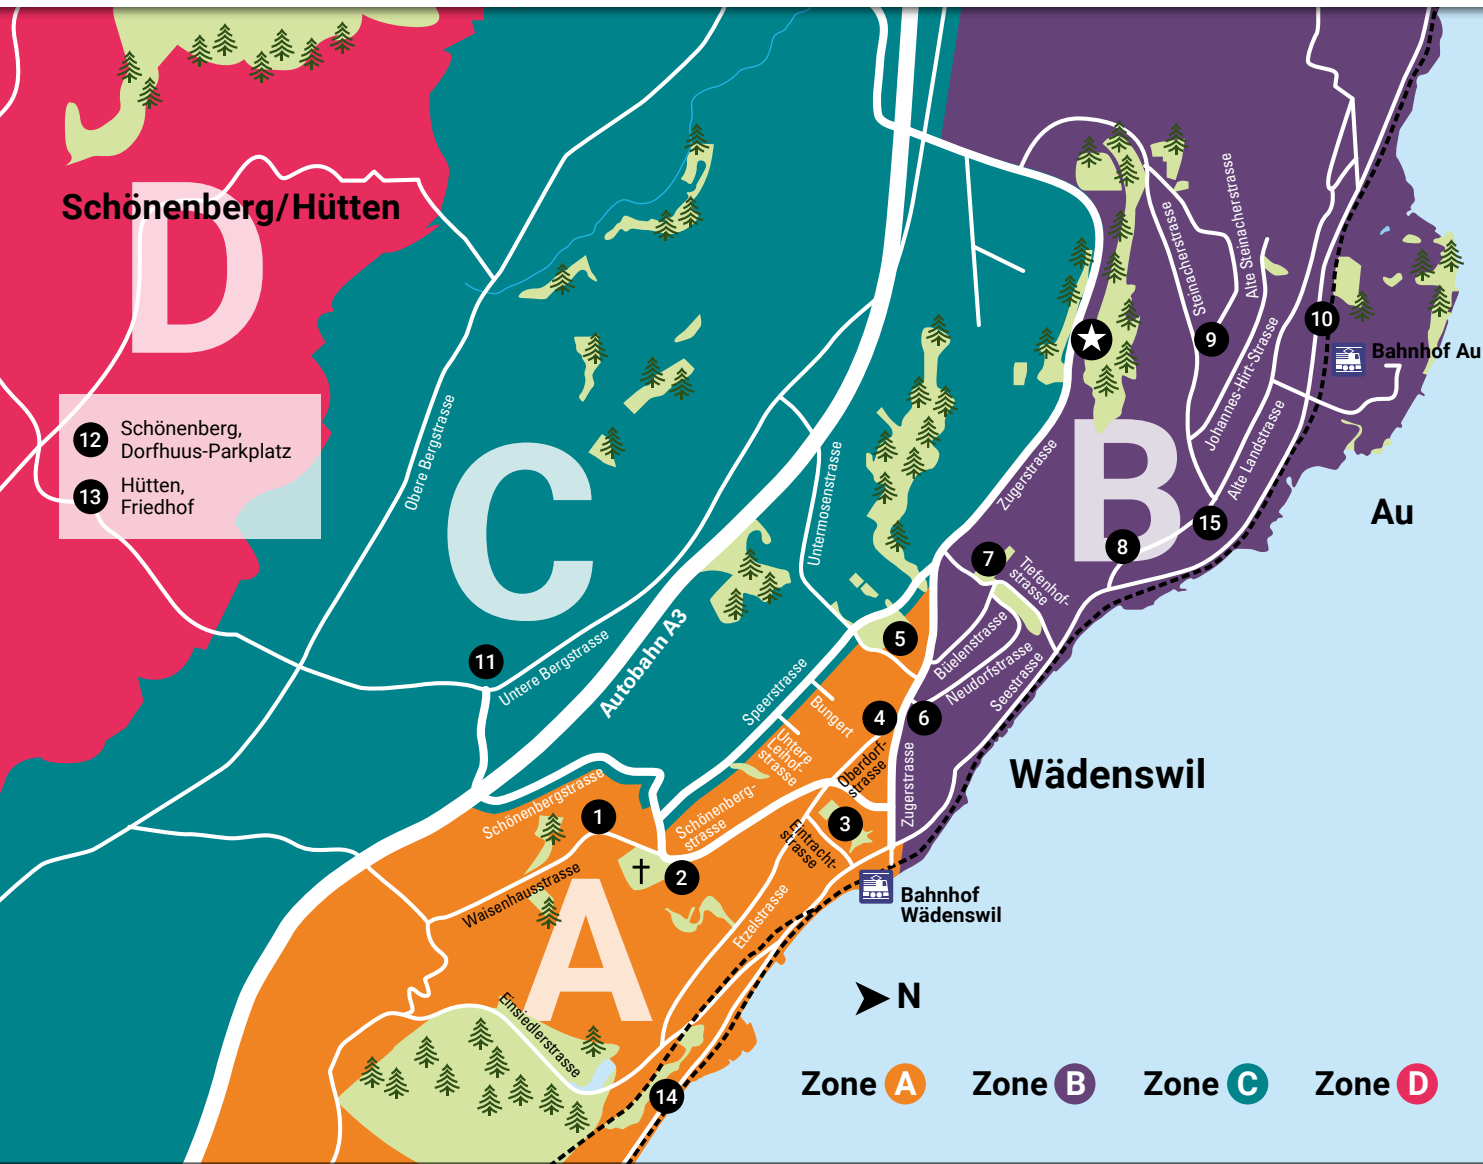 Schönenberg/Hütten
D
12 Schönenberg,
Dorfhuus-Parkplatz
13 Hütten,
Friedhof
C
Obere Bergstrasse
11
Untere Bergstrasse
Autobahn A3
Untermosenstrasse
Zugerstrasse
Steinacherstrasse
Alte Steinacherstrasse
9
10
Bahnhof Au
Johannes-Hirt-Strasse
Alte Landstrasse
B
Au
15
8
7
Tiefenhof-
strasse
5
Büelenstrasse
Neudorfstrasse
Seestrasse
Speerstrasse
Bungert
4
6
Untere
Leihof-
strasse
Oberdorf-
strasse
Zugerstrasse
Wädenswil
Schönenbergstrasse
1
Schönenberg-
strasse
3
Eintracht-
strasse
2
Waisenhausstrasse
Bahnhof
Wädenswil
A
Etzelstrasse
Einsiedlerstrasse
14
N
Zone A
Zone B
Zone C
Zone D